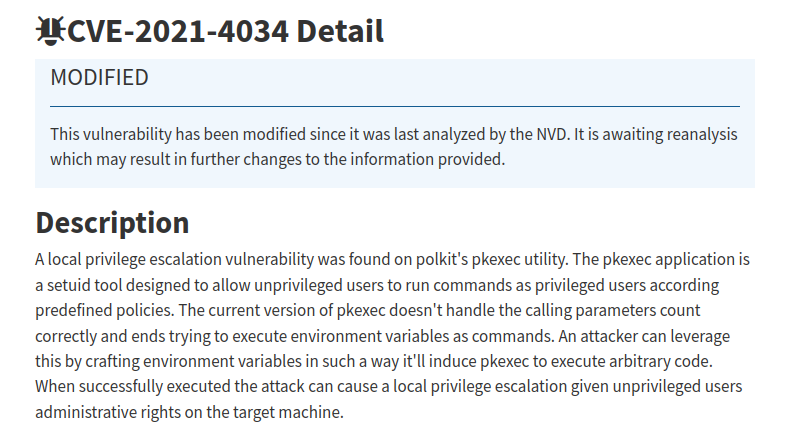 CVE-2021-4034 Detail
MODIFIED
This vulnerability has been modified since it was last analyzed by the NVD. It is awaiting reanalysis
which may result in further changes to the information provided.
Description
A local privilege escalation vulnerability was found on polkit's pkexec utility. The pkexec application is
a setuid tool designed to allow unprivileged users to run commands as privileged users according
predefined policies. The current version of pkexec doesn't handle the calling parameters count
correctly and ends trying to execute environment variables as commands. An attacker can leverage
this by crafting environment variables in such a way it'll induce pkexec to execute arbitrary code.
When successfully executed the attack can cause a local privilege escalation given unprivileged users
administrative rights on the target machine.